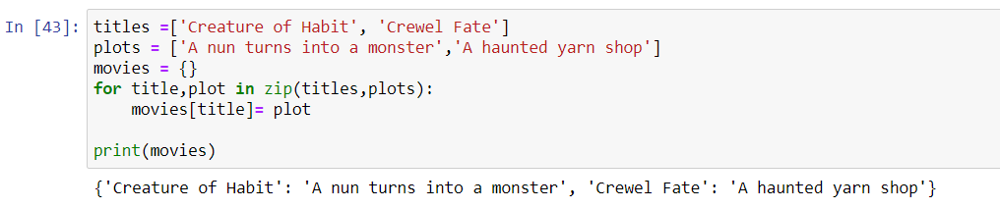 In [43]: titles =['Creature of Habit', 'Crewel Fate']
plots = ['A nun turns into a monster','A haunted yarn shop']
movies = {}
for title,plot in zip(titles,plots):
    movies[title]= plot

print(movies)
{'Creature of Habit': 'A nun turns into a monster', 'Crewel Fate': 'A haunted yarn shop'}